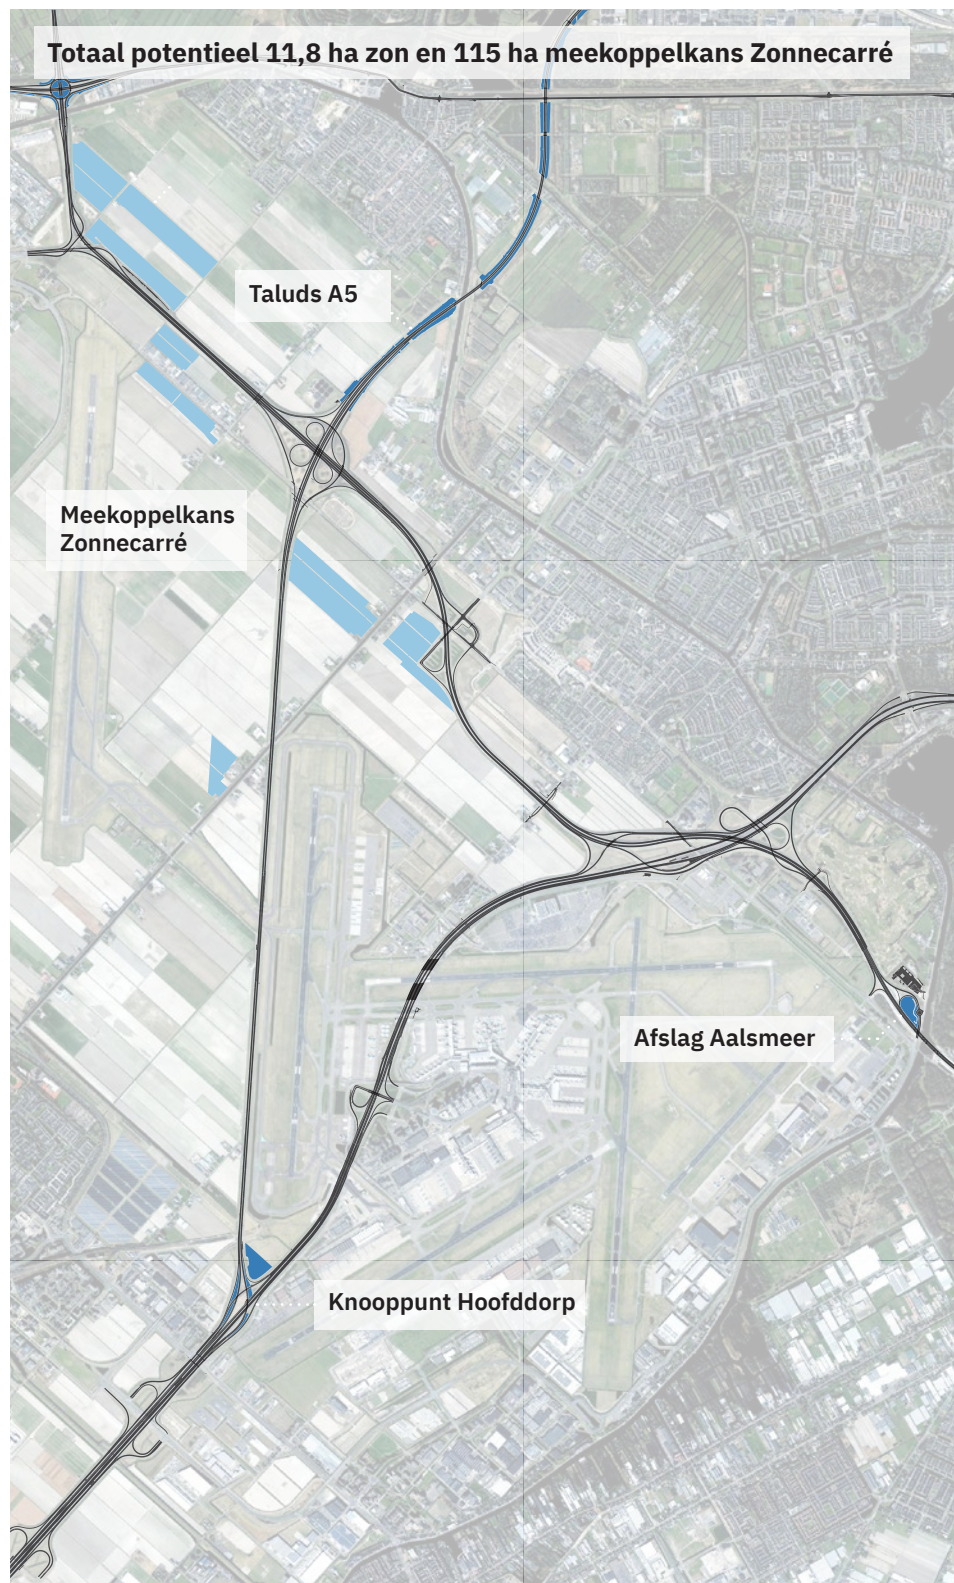 Totaal potentieel 11,8 ha zon en 115 ha meekoppelkans Zonnecarré
Taluds A5
Meekoppelkans
Zonnecarré
Afslag Aalsmeer
Knooppunt Hoofddorp